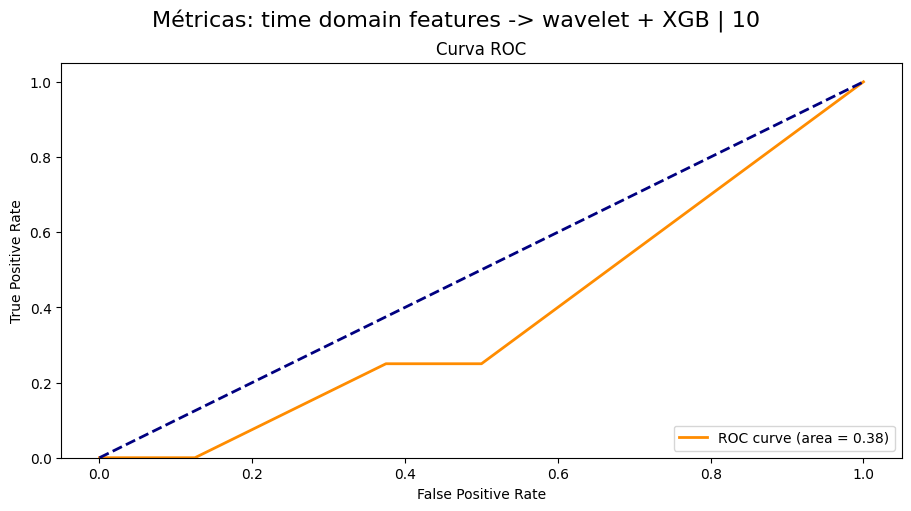 Métricas: time domain features -> wavelet + XGB | 10
Curva ROC
True Positive Rate
1.0
0.8
0.6
0.4
0.2
0.0
0.0 0.2 0.4 0.6 0.8 1.0
False Positive Rate
ROC curve (area = 0.38)